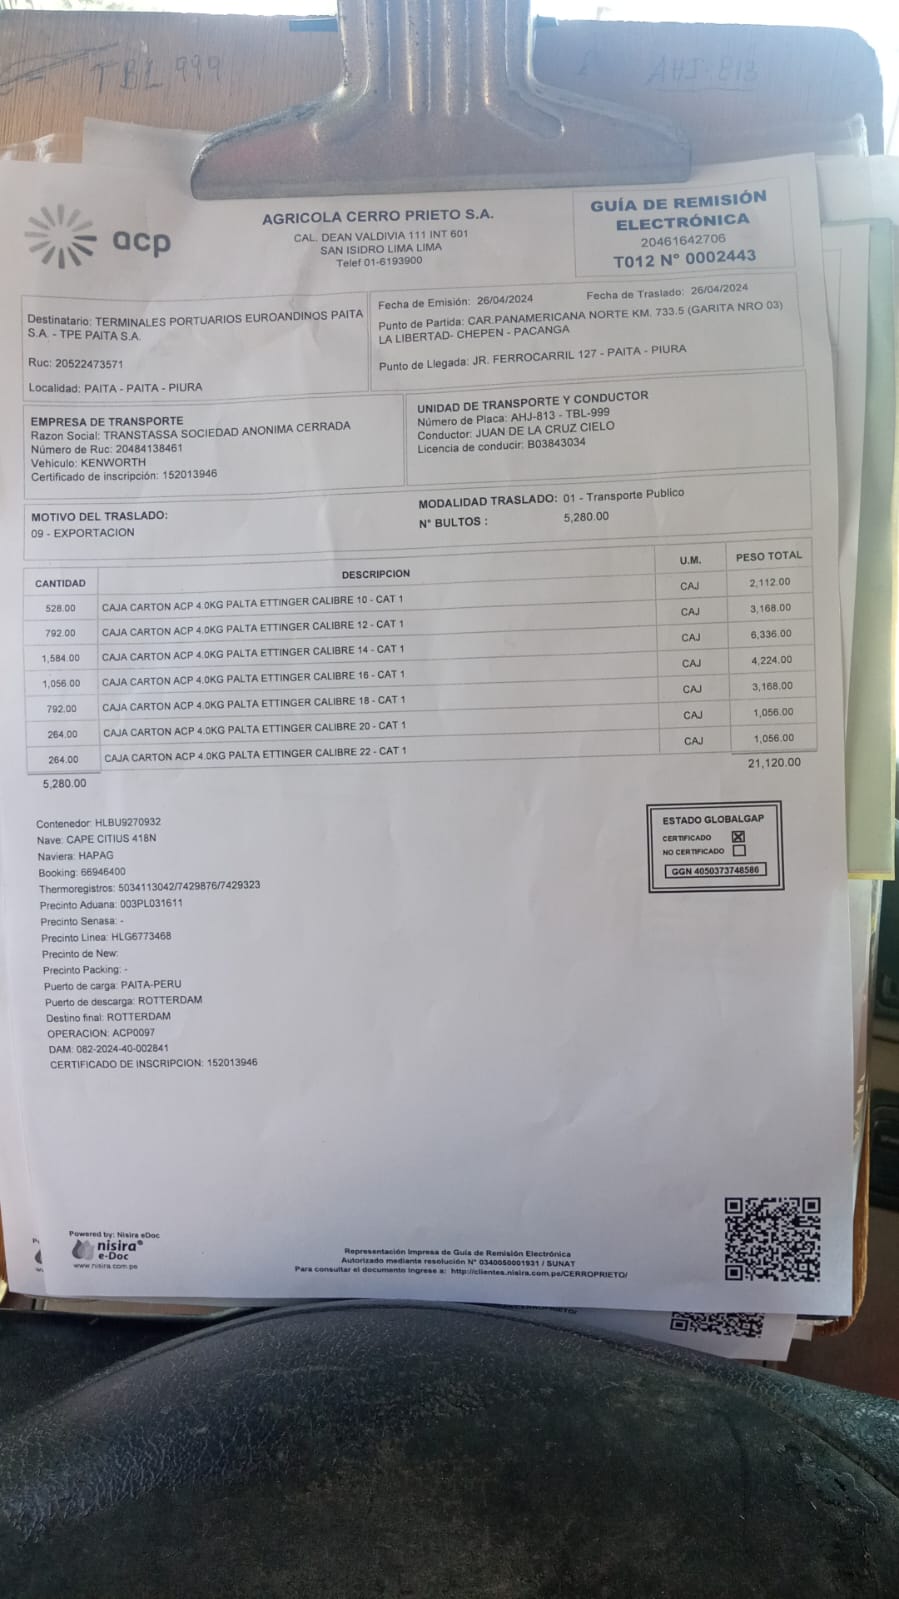 TBL 999
AHJ-813
acp
AGRICOLA CERRO PRIETO S.A.
CAL. DEAN VALDIVIA 111 INT 601
SAN ISIDRO LIMA LIMA
Telef 01-6193900
GUÍA DE REMISIÓN
ELECTRÓNICA
20461642706
T012 N° 0002443
Destinatario: TERMINALES PORTUARIOS EUROANDINOS PAITA
S.A. - TPE PAITA S.A.
Ruc: 20522473571
Localidad: PAITA - PAITA - PIURA
Fecha de Emisión: 26/04/2024 Fecha de Traslado: 26/04/2024
Punto de Partida: CAR.PANAMERICANA NORTE KM. 733.5 (GARITA NRO 03)
LA LIBERTAD- CHEPEN - PACANGA
Punto de Llegada: JR. FERROCARRIL 127 - PAITA - PIURA
EMPRESA DE TRANSPORTE
Razon Social: TRANSTASSA SOCIEDAD ANONIMA CERRADA
Número de Ruc: 20484138461
Vehiculo: KENWORTH
Certificado de inscripción: 152013946
UNIDAD DE TRANSPORTE Y CONDUCTOR
Número de Placa: AHJ-813 - TBL-999
Conductor: JUAN DE LA CRUZ CIELO
Licencia de conducir: B03843034
MOTIVO DEL TRASLADO:
09 - EXPORTACION
MODALIDAD TRASLADO: 01 - Transporte Publico
N° BULTOS : 5,280.00
CANTIDAD DESCRIPCION U.M. PESO TOTAL
528.00 CAJA CARTON ACP 4.0KG PALTA ETTINGER CALIBRE 10 - CAT 1 CAJ 2,112.00
792.00 CAJA CARTON ACP 4.0KG PALTA ETTINGER CALIBRE 12 - CAT 1 CAJ 3,168.00
1,584.00 CAJA CARTON ACP 4.0KG PALTA ETTINGER CALIBRE 14 - CAT 1 CAJ 6,336.00
1,056.00 CAJA CARTON ACP 4.0KG PALTA ETTINGER CALIBRE 16 - CAT 1 CAJ 4,224.00
792.00 CAJA CARTON ACP 4.0KG PALTA ETTINGER CALIBRE 18 - CAT 1 CAJ 3,168.00
264.00 CAJA CARTON ACP 4.0KG PALTA ETTINGER CALIBRE 20 - CAT 1 CAJ 1,056.00
264.00 CAJA CARTON ACP 4.0KG PALTA ETTINGER CALIBRE 22 - CAT 1 CAJ 1,056.00
5,280.00 21,120.00
Contenedor: HLBU9270932
Nave: CAPE CITIUS 418N
Naviera: HAPAG
Booking: 66946400
Thermoregistros: 5034113042/7429876/7429323
Precinto Aduana: 003PL031611
Precinto Senasa: -
Precinto Linea: HLG6773468
Precinto de New:
Precinto Packing: -
Puerto de carga: PAITA-PERU
Puerto de descarga: ROTTERDAM
Destino final: ROTTERDAM
OPERACION: ACP0097
DAM: 082-2024-40-002841
CERTIFICADO DE INSCRIPCION: 152013946
ESTADO GLOBALGAP
CERTIFICADO
NO CERTIFICADO
GGN 4050373748586
Powered by: Nisira eDoc
nisira®
e-Doc
www.nisira.com.pe
Representación Impresa de Guia de Remisión Electrónica
Autorizado mediante resolución N° 0340050001931 / SUNAT
Para consultar el documento ingrese a: http://clientes.nisira.com.pe/CERROPRIETO/